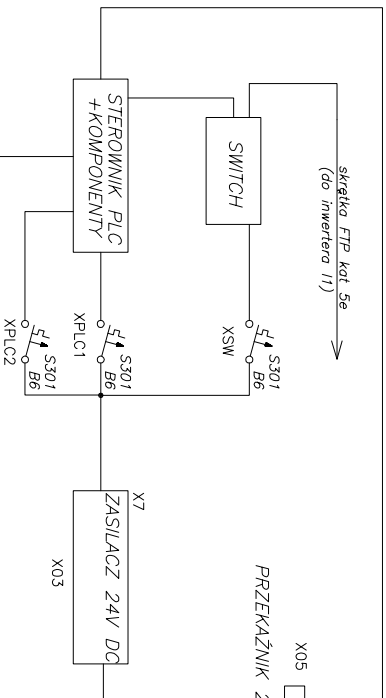 skrętka FTP kat 5e
(do inwertera I1)
SWITCH
XSW
S301
B6
STEROWNIK PLC
+KOMPONENTY
XPLC1
S301
B6
XPLC2
S301
B6
X7
ZASILACZ 24V DC
X03
X05
PRZEKAŹNIK